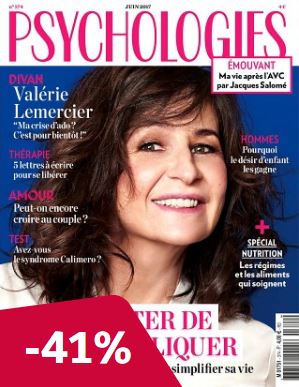 n° 374
JUIN 2017
PSYCHOLOGIES
ÉMOUVANT
Ma vie après l'AVC
par Jacques Salomé
DIVAN
Valérie
Lemercier
"Ma crise d'ado ?
C'est pour bientôt !"
THÉRAPIE
5 lettres à écrire
pour se libérer
AMOUR
Peut-on encore
croire au couple ?
TEST
Avez-vous
le syndrome Calimero ?
HOMMES
Pourquoi
le désir d'enfant
les gagne
+
SPÉCIAL
NUTRITION
Les régimes
et les aliments
qui soignent
TER DE
LIQUER
simplifier sa vie
-41%